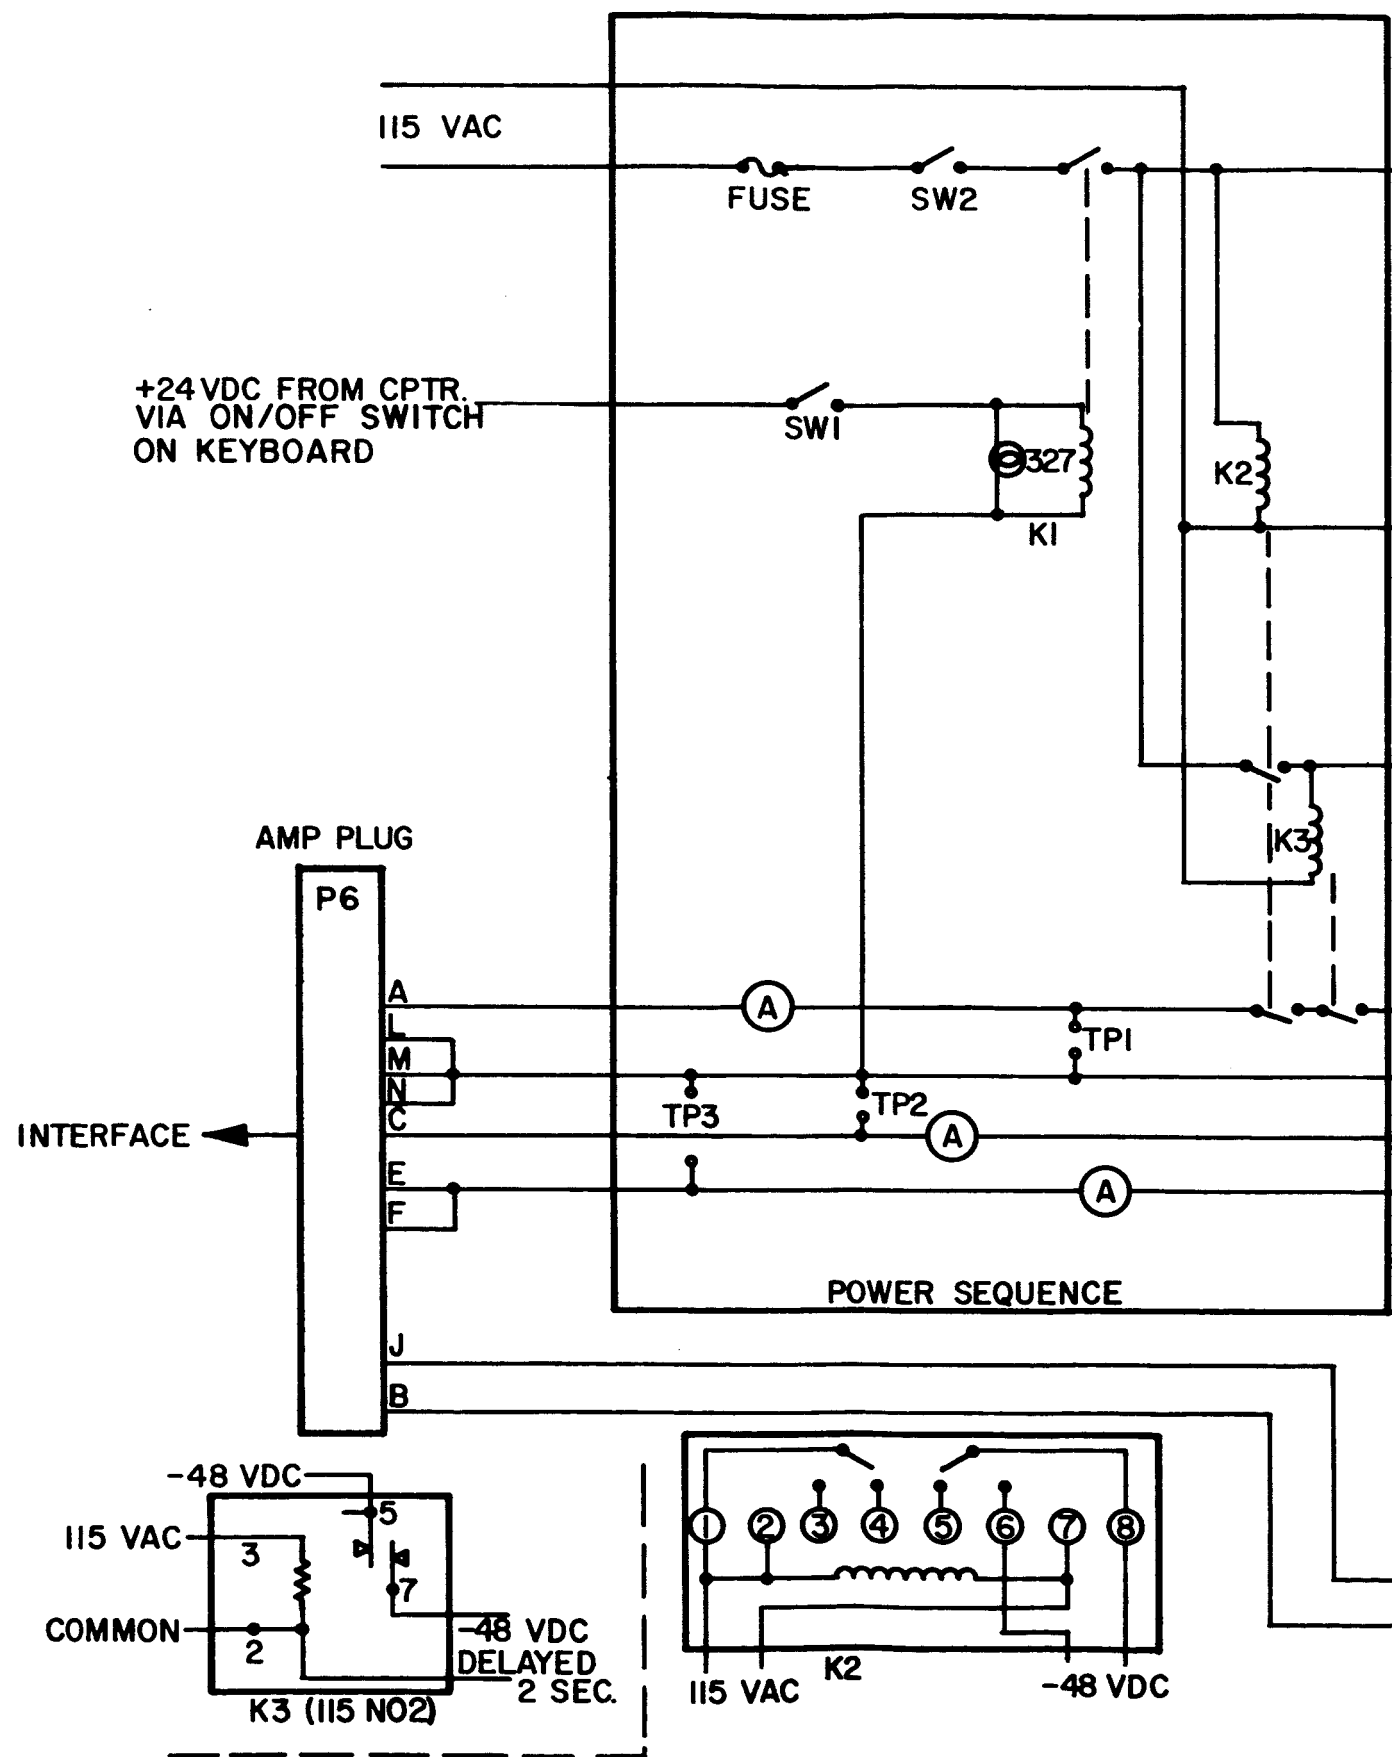 115 VAC
FUSE
SW2
+24 VDC FROM CPTR.
VIA ON/OFF SWITCH
ON KEYBOARD
SW1
327
K1
K2
K3
AMP PLUG
P6
A
A
L
TP1
M
N
TP3
TP2
C
A
INTERFACE
E
A
F
POWER SEQUENCE
J
B
-48 VDC
5
115 VAC
3
7
COMMON
2
-48 VDC
DELAYED
2 SEC.
K3 (115 NO2)
1 2 3 4 5 6 7 8
K2
115 VAC
-48 VDC